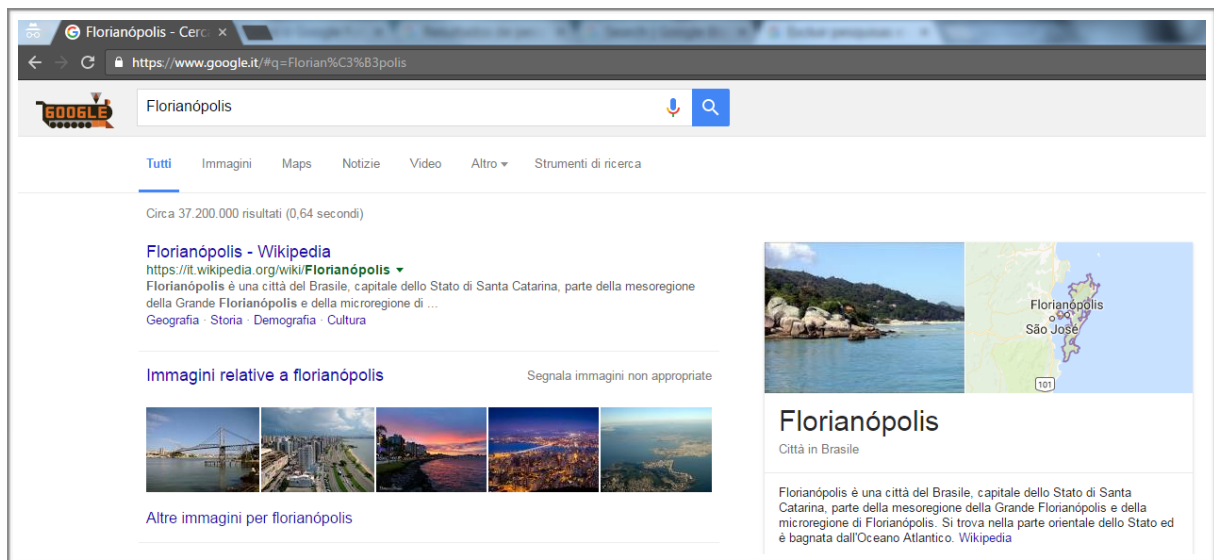 Florianópolis - Cerc
https://www.google.it/#q=Florian%C3%B3polis
GOOGLE
Florianópolis
Tutti Immagini Maps Notizie Video Altro Strumenti di ricerca
Circa 37.200.000 risultati (0,64 secondi)
Florianópolis - Wikipedia
https://it.wikipedia.org/wiki/Florianópolis
Florianópolis è una città del Brasile, capitale dello Stato di Santa Catarina, parte della mesoregione
della Grande Florianópolis e della microregione di ...
Geografia · Storia · Demografia · Cultura
Immagini relative a florianópolis
Segnala immagini non appropriate
Altre immagini per florianópolis
Florianópolis
São José
101
Florianópolis
Città in Brasile
Florianópolis è una città del Brasile, capitale dello Stato di Santa
Catarina, parte della mesoregione della Grande Florianópolis e della
microregione di Florianópolis. Si trova nella parte orientale dello Stato ed
è bagnata dall'Oceano Atlantico. Wikipedia